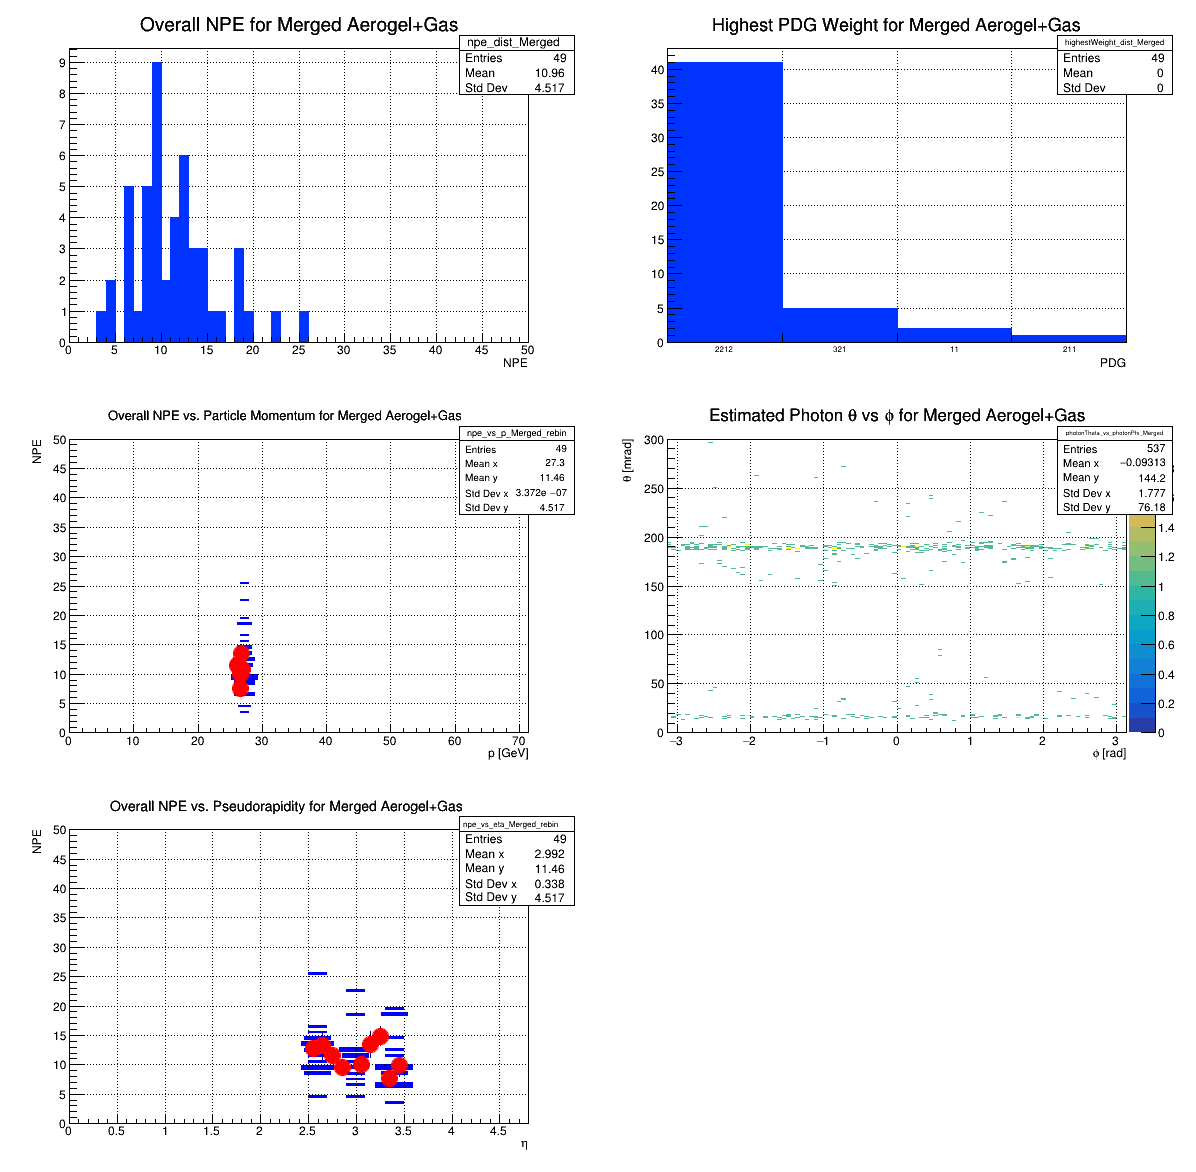 Overall NPE for Merged Aerogel+Gas
npe_dist_Merged
Entries 49
Mean 10.96
Std Dev 4.517
9
8
7
6
5
4
3
2
1
0
0 5 10 15 20 25 30 35 40 45 50
NPE
Highest PDG Weight for Merged Aerogel+Gas
highestWeight_dist_Merged
Entries 49
Mean 0
Std Dev 0
40
35
30
25
20
15
10
5
0
2212 321 11 211
PDG
Overall NPE vs. Particle Momentum for Merged Aerogel+Gas
npe_vs_p_Merged_rebin
Entries 49
Mean x 27.3
Mean y 11.46
Std Dev x 3.372e −07
Std Dev y 4.517
NPE
50
45
40
35
30
25
20
15
10
5
0
0 10 20 30 40 50 60 70
p [GeV]
Estimated Photon θ vs ϕ for Merged Aerogel+Gas
photonTheta_vs_photonPhi_Merged
Entries 537
Mean x −0.09313
Mean y 144.2
Std Dev x 1.777
Std Dev y 76.18
θ [mrad]
300
250
200
150
100
50
0
−3 −2 −1 0 1 2 3
ϕ [rad]
1.4
1.2
1
0.8
0.6
0.4
0.2
0
Overall NPE vs. Pseudorapidity for Merged Aerogel+Gas
npe_vs_eta_Merged_rebin
Entries 49
Mean x 2.992
Mean y 11.46
Std Dev x 0.338
Std Dev y 4.517
NPE
50
45
40
35
30
25
20
15
10
5
0
0 0.5 1 1.5 2 2.5 3 3.5 4 4.5
η